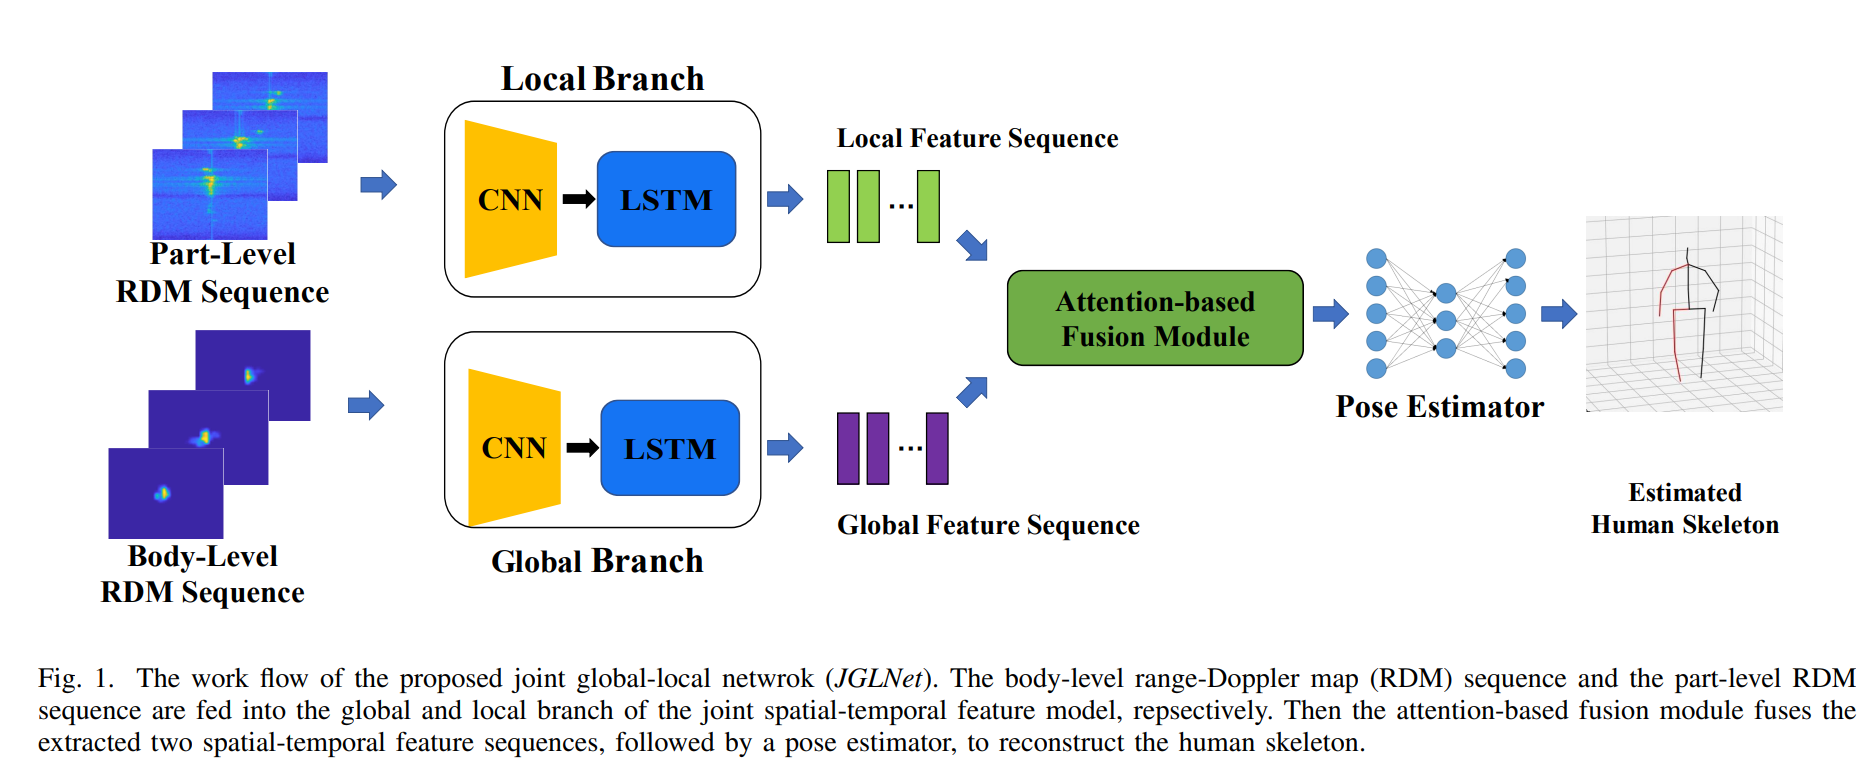 Local Branch
CNN
LSTM
Part-Level
RDM Sequence
Local Feature Sequence
Body-Level
RDM Sequence
CNN
LSTM
Global Branch
Global Feature Sequence
Attention-based
Fusion Module
Pose Estimator
Estimated
Human Skeleton
Fig. 1. The work flow of the proposed joint global-local netwrok (JGLNet). The body-level range-Doppler map (RDM) sequence and the part-level RDM
sequence are fed into the global and local branch of the joint spatial-temporal feature model, repsectively. Then the attention-based fusion module fuses the
extracted two spatial-temporal feature sequences, followed by a pose estimator, to reconstruct the human skeleton.